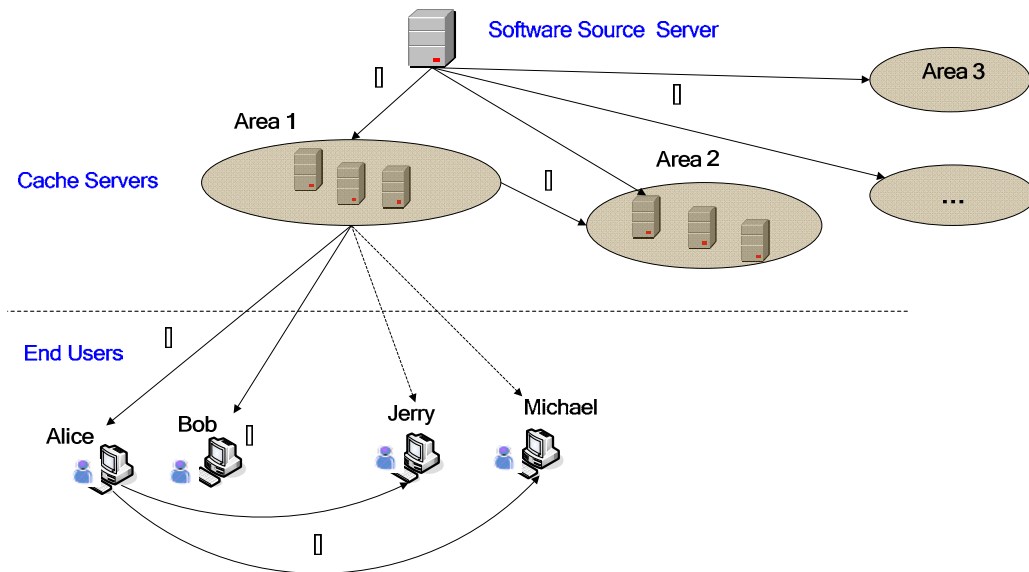 Software Source Server
Area 3
Area 1
Area 2
Cache Servers
...
End Users
Alice
Bob
Jerry
Michael